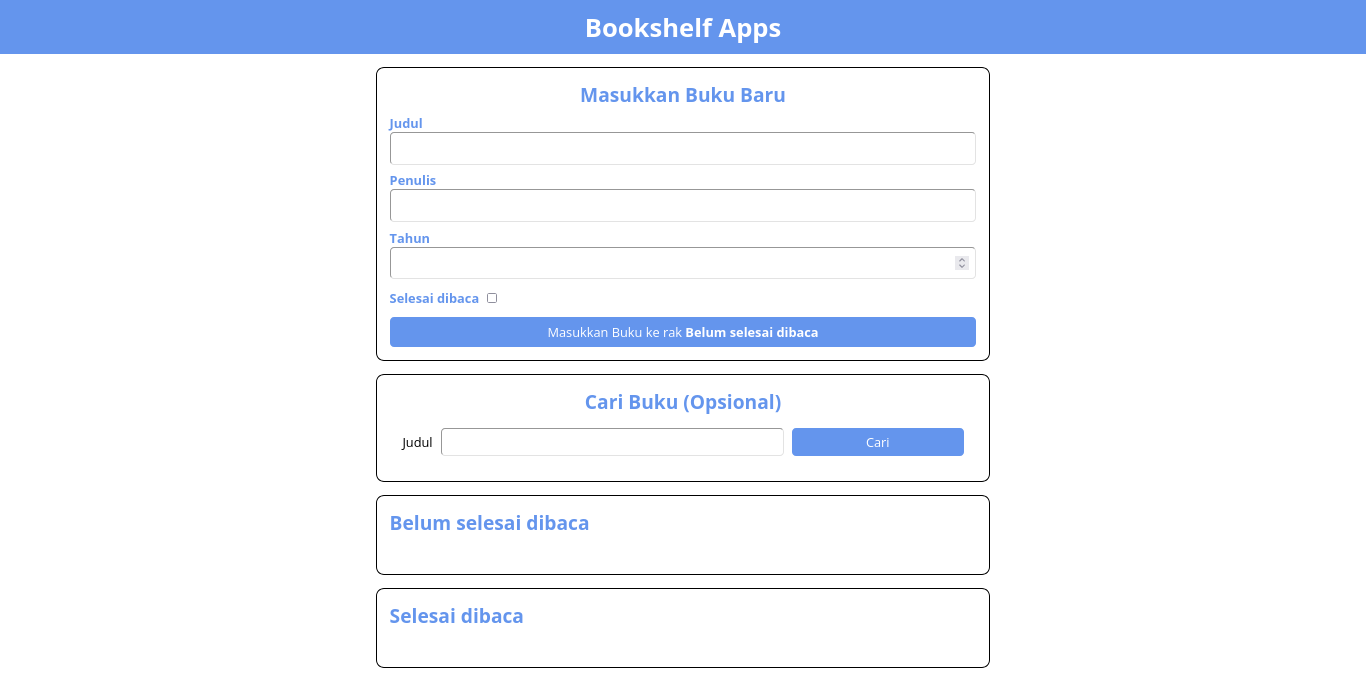 Bookshelf Apps
Masukkan Buku Baru
Judul
Penulis
Tahun
Selesai dibaca
Masukkan Buku ke rak Belum selesai dibaca
Cari Buku (Opsional)
Judul
Cari
Belum selesai dibaca
Selesai dibaca